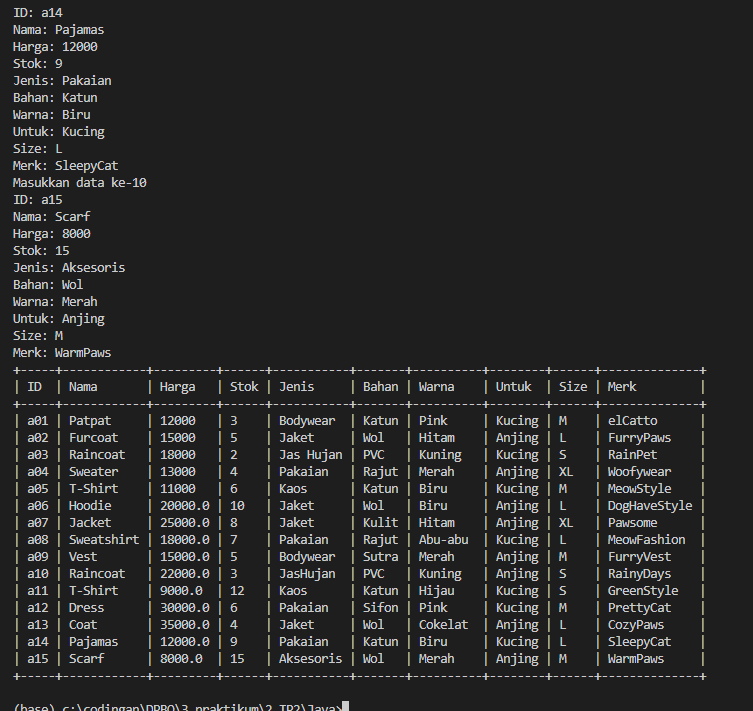 ID: a14
Nama: Pajamas
Harga: 12000
Stok: 9
Jenis: Pakaian
Bahan: Katun
Warna: Biru
Untuk: Kucing
Size: L
Merk: SleepyCat
Masukkan data ke-10
ID: a15
Nama: Scarf
Harga: 8000
Stok: 15
Jenis: Aksesoris
Bahan: Wol
Warna: Merah
Untuk: Anjing
Size: M
Merk: WarmPaws
+-----+------------+---------+------+-----------+-------+----------+--------+------+--------------+
| ID  | Nama       | Harga   | Stok | Jenis     | Bahan | Warna    | Untuk  | Size | Merk         |
+-----+------------+---------+------+-----------+-------+----------+--------+------+--------------+
| a01 | Patpat     | 12000   | 3    | Bodywear  | Katun | Pink     | Kucing | M    | elCatto      |
| a02 | Furcoat    | 15000   | 5    | Jaket     | Wol   | Hitam    | Anjing | L    | FurryPaws    |
| a03 | Raincoat   | 18000   | 2    | Jas Hujan | PVC   | Kuning   | Kucing | S    | RainPet      |
| a04 | Sweater    | 13000   | 4    | Pakaian   | Rajut | Merah    | Anjing | XL   | Woofywear    |
| a05 | T-Shirt    | 11000   | 6    | Kaos      | Katun | Biru     | Kucing | M    | MeowStyle    |
| a06 | Hoodie     | 20000.0 | 10   | Jaket     | Wol   | Biru     | Anjing | L    | DogHaveStyle |
| a07 | Jacket     | 25000.0 | 8    | Jaket     | Kulit | Hitam    | Anjing | XL   | Pawsome      |
| a08 | Sweatshirt | 18000.0 | 7    | Pakaian   | Rajut | Abu-abu  | Kucing | L    | MeowFashion  |
| a09 | Vest       | 15000.0 | 5    | Bodywear  | Sutra | Merah    | Anjing | M    | FurryVest    |
| a10 | Raincoat   | 22000.0 | 3    | JasHujan  | PVC   | Kuning   | Anjing | S    | RainyDays    |
| a11 | T-Shirt    | 9000.0  | 12   | Kaos      | Katun | Hijau    | Kucing | S    | GreenStyle   |
| a12 | Dress      | 30000.0 | 6    | Pakaian   | Sifon | Pink     | Kucing | M    | PrettyCat    |
| a13 | Coat       | 35000.0 | 4    | Jaket     | Wol   | Cokelat  | Anjing | L    | CozyPaws     |
| a14 | Pajamas    | 12000.0 | 9    | Pakaian   | Katun | Biru     | Kucing | L    | SleepyCat    |
| a15 | Scarf      | 8000.0  | 15   | Aksesoris | Wol   | Merah    | Anjing | M    | WarmPaws     |
+-----+------------+---------+------+-----------+-------+----------+--------+------+--------------+
(base) c:\codingan\DPBO\3 praktikum\2 TP2\Java>